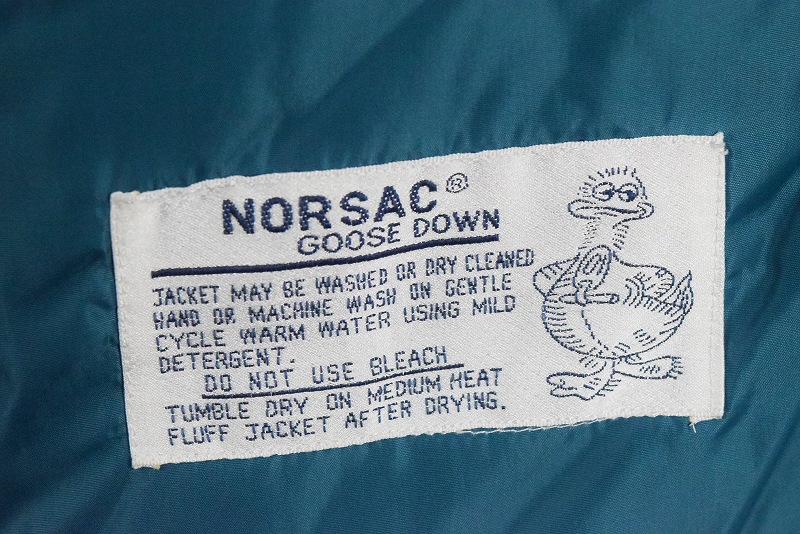 NORSAC®
GOOSE DOWN
JACKET MAY BE WASHED OR DRY CLEANED
HAND OR MACHINE WASH ON GENTLE
CYCLE WARM WATER USING MILD
DETERGENT.
DO NOT USE BLEACH
TUMBLE DRY ON MEDIUM HEAT
FLUFF JACKET AFTER DRYING.